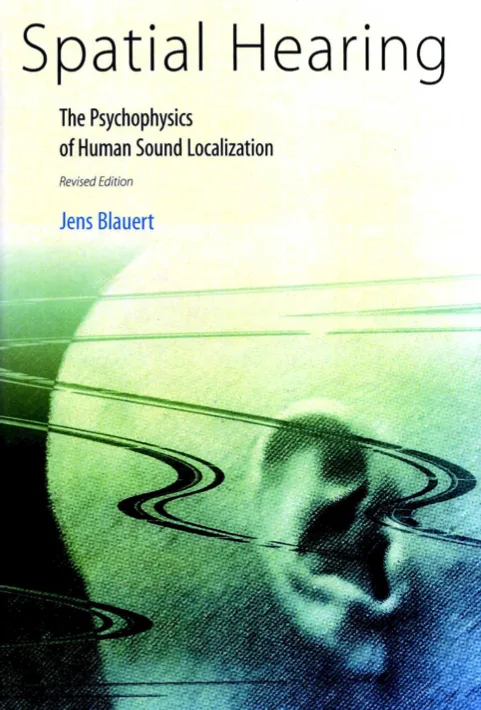 Spatial Hearing
The Psychophysics
of Human Sound Localization
Revised Edition
Jens Blauert